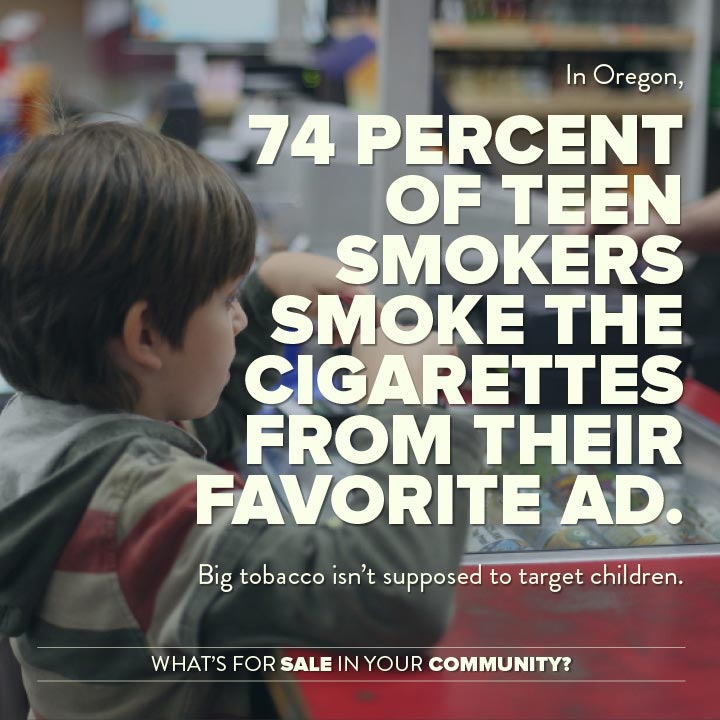 In Oregon,
74 PERCENT
OF TEEN
SMOKERS
SMOKE THE
CIGARETTES
FROM THEIR
FAVORITE AD.
Big tobacco isn't supposed to target children.
WHAT'S FOR SALE IN YOUR COMMUNITY?